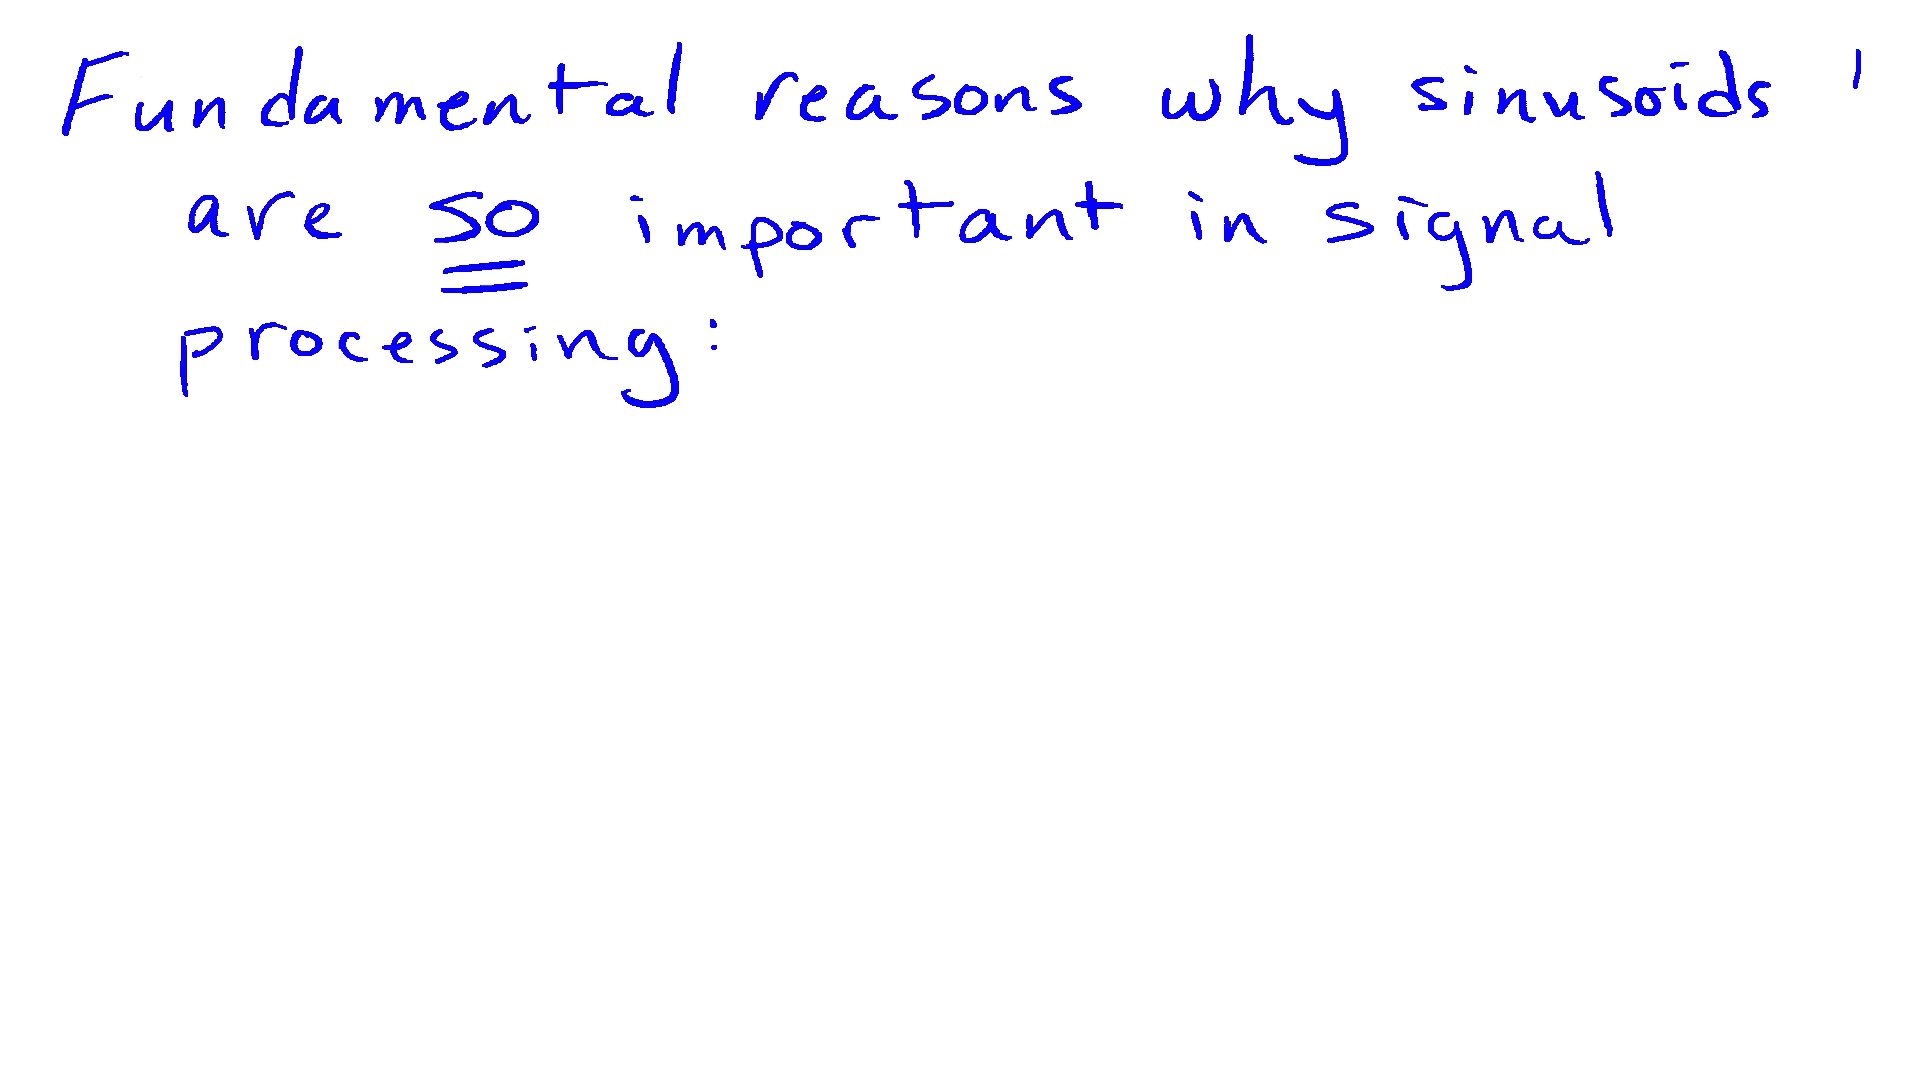 Fundamental reasons why sinusoids
are so important in signal
processing: